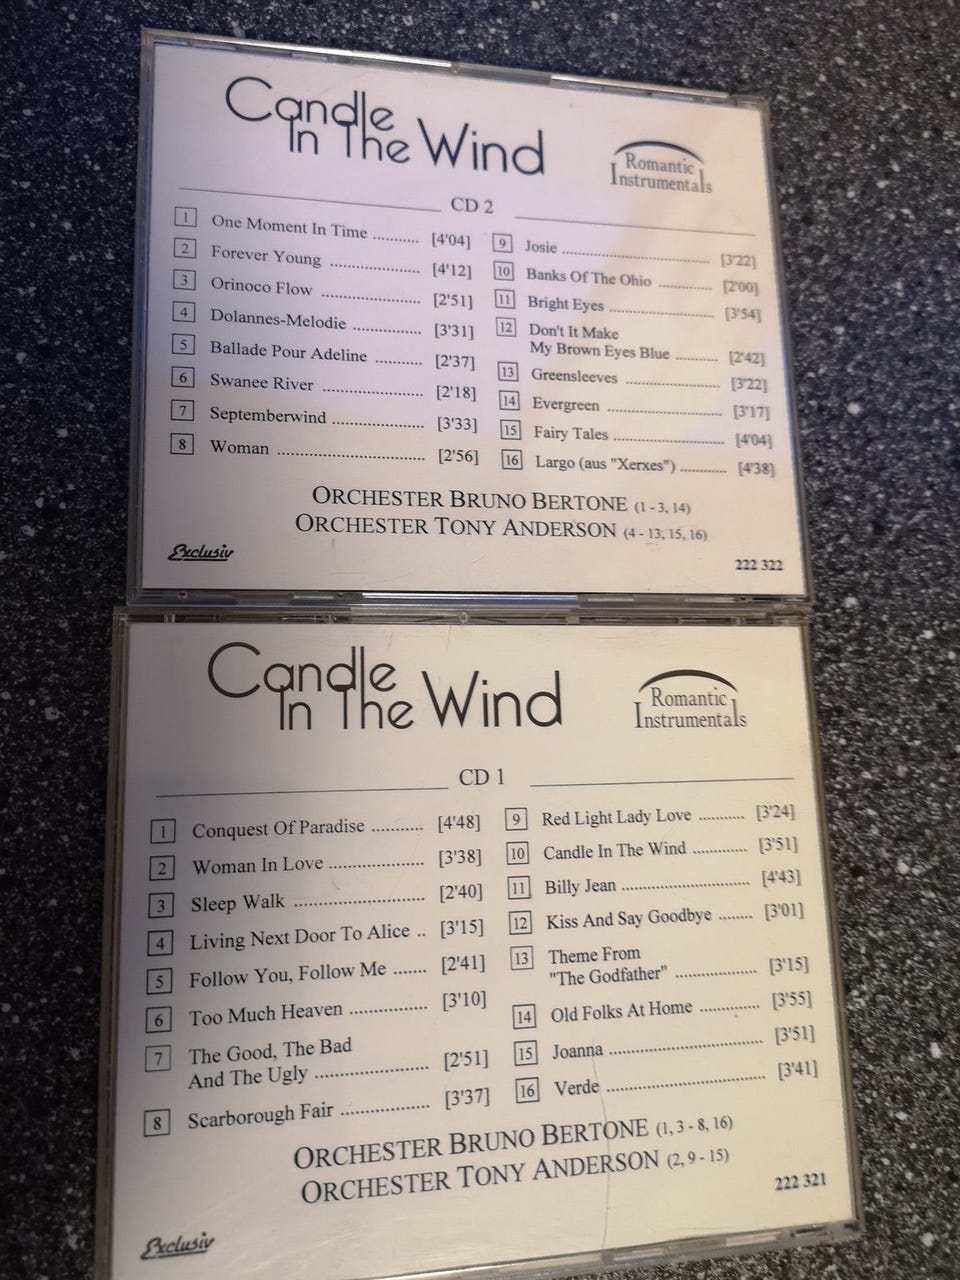 Candle
In The Wind
Romantic
Instrumentals
CD 2
1 One Moment In Time .......... [4'04]
2 Forever Young .................... [4'12]
3 Orinoco Flow ...................... [2'51]
4 Dolannes-Melodie ............... [3'31]
5 Ballade Pour Adeline ........... [2'37]
6 Swanee River ...................... [2'18]
7 Septemberwind .................... [3'33]
8 Woman ................................ [2'56]
9 Josie .................................. [3'22]
10 Banks Of The Ohio ............ [2'00]
11 Bright Eyes ........................ [3'54]
12 Don't It Make
My Brown Eyes Blue .......... [2'42]
13 Greensleeves ...................... [3'22]
14 Evergreen .......................... [3'17]
15 Fairy Tales ......................... [4'04]
16 Largo (aus "Xerxes") ........... [4'38]
ORCHESTER BRUNO BERTONE (1 - 3, 14)
ORCHESTER TONY ANDERSON (4 - 13, 15, 16)
Exclusiv
222 322
Candle
In The Wind
Romantic
Instrumentals
CD 1
1 Conquest Of Paradise ........... [4'48]
2 Woman In Love .................... [3'38]
3 Sleep Walk ........................... [2'40]
4 Living Next Door To Alice .. [3'15]
5 Follow You, Follow Me ....... [2'41]
6 Too Much Heaven ................ [3'10]
7 The Good, The Bad
And The Ugly ....................... [2'51]
8 Scarborough Fair .................. [3'37]
9 Red Light Lady Love .......... [3'24]
10 Candle In The Wind ............ [3'51]
11 Billy Jean ............................ [4'43]
12 Kiss And Say Goodbye ....... [3'01]
13 Theme From
"The Godfather" .................. [3'15]
14 Old Folks At Home ............. [3'55]
15 Joanna ................................ [3'51]
16 Verde .................................. [3'41]
ORCHESTER BRUNO BERTONE (1, 3 - 8, 16)
ORCHESTER TONY ANDERSON (2, 9 - 15)
222 321
Exclusiv